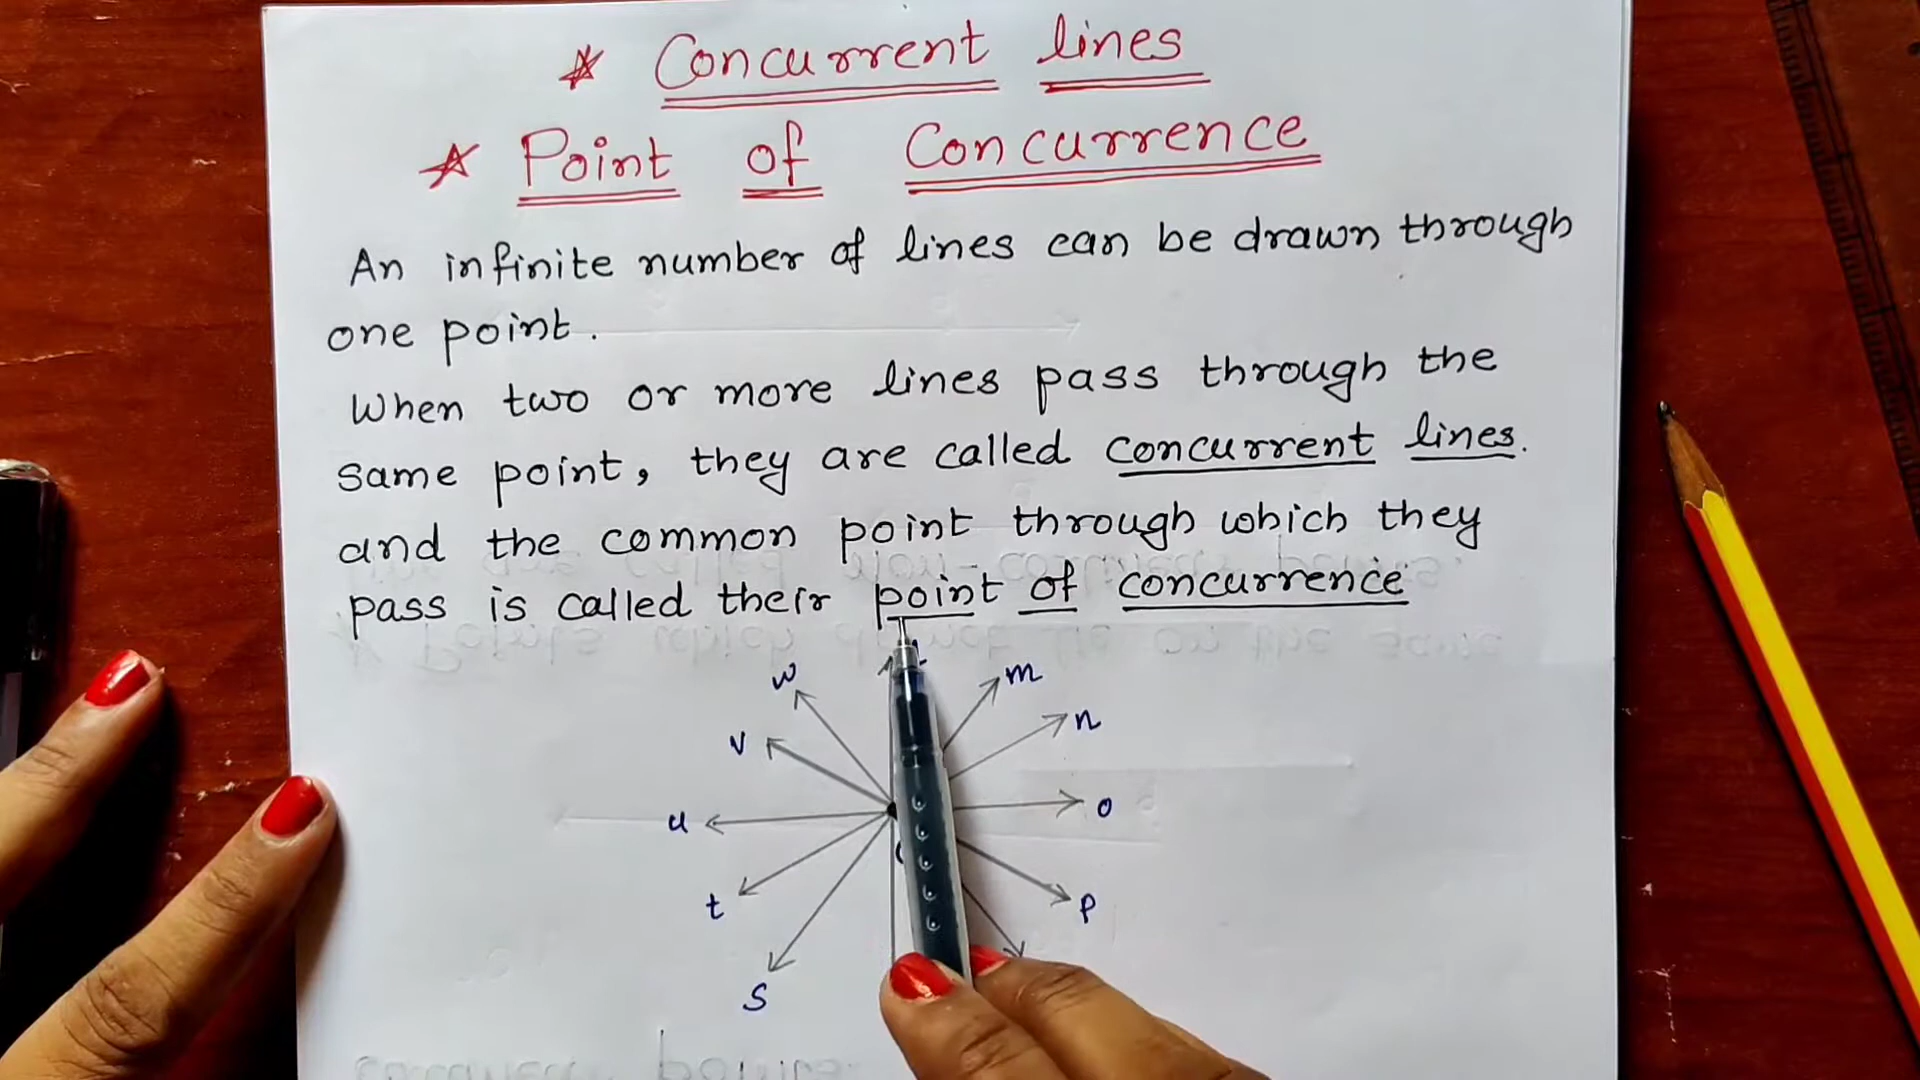 * Concurrent lines
* Point of Concurrence
An infinite number of lines can be drawn through
one point.
When two or more lines pass through the
same point, they are called concurrent lines.
and the common point through which they
pass is called their point of concurrence
w
m
v
n
u
o
t
p
s